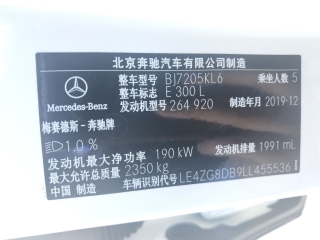 北京奔驰汽车有限公司制造
整车型号 BJ7205KL6 乘坐人数 5
整车标志 E 300 L
发动机型号 264 920 制造年月 2019-12
Mercedes-Benz
梅赛德斯-奔驰牌
1.0 %
发动机最大净功率 190 kW 发动机排量 1991 mL
最大允许总质量 2350 kg
中国 制造 车辆识别代号 LE4ZG8DB9LL455536